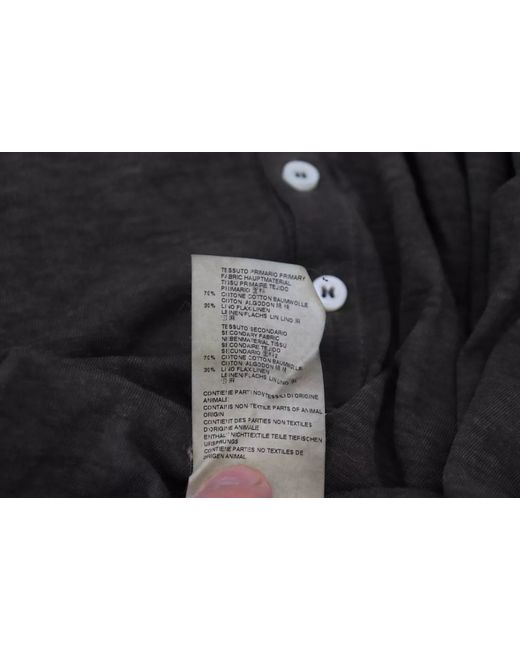 TESSUTO PRIMARIO PRIMARY
FABRIC HAUPTMATERIAL
TISSU PRIMAIRE TEJIDO
PRIMARIO
70% COTONE COTTON BAUMWOLLE
COTON ALGODON
30% LINO FLAX/LINEN
LEINEN/FLACHS LIN LINO
TESSUTO SECONDARIO
SECONDARY FABRIC
NEBENMATERIAL TISSU
SECONDAIRE TEJIDO
SECUNDARIO
70% COTONE COTTON BAUMWOLLE
COTON ALGODON
30% LINO FLAX/LINEN
LEINEN/FLACHS LIN LINO
CONTIENE PARTI NON TESSILI D'ORIGINE
ANIMALE
CONTAINS NON-TEXTILE PARTS OF ANIMAL
ORIGIN
CONTIENT DES PARTIES NON TEXTILES
D'ORIGINE ANIMALE
ENTHÄLT NICHTTEXTILE TEILE TIERISCHEN
URSPRUNGS
CONTIENE PARTES NO TEXTILES DE
ORIGEN ANIMAL